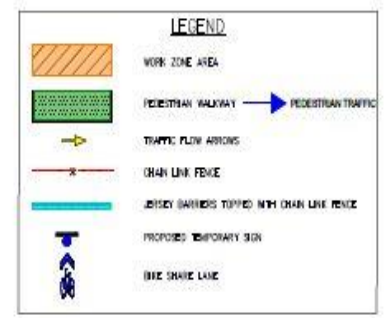 LEGEND
WORK ZONE AREA
PEDESTRIAN WALKWAY PEDESTRIAN TRAFFIC
TRAFFIC FLOW ARROWS
CHAIN LINK FENCE
JERSEY BARRIERS TOPPED WITH CHAIN LINK FENCE
PROPOSED TEMPORARY SIGN
BIKE SHARE LANE